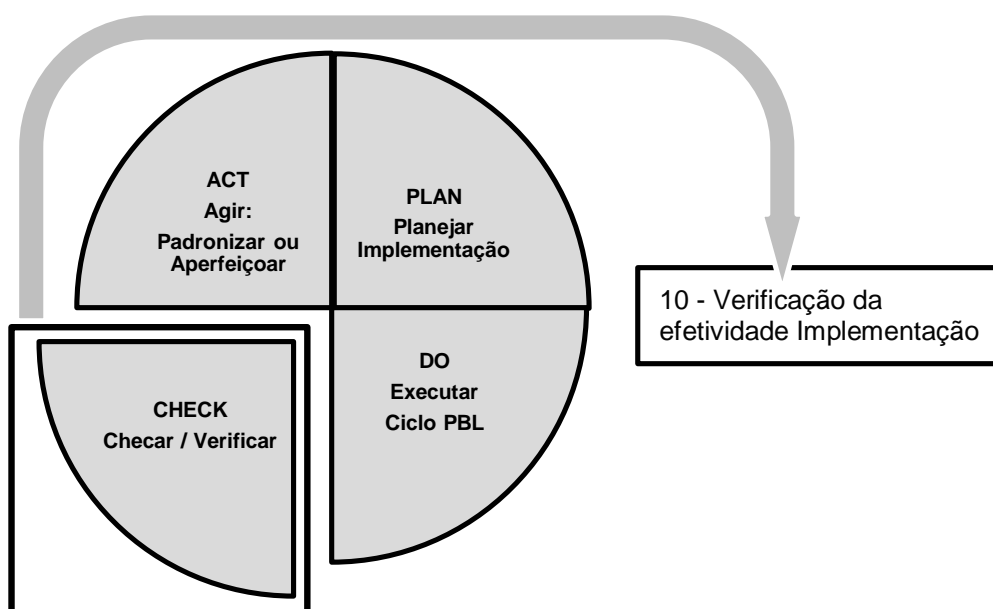 ACT
Agir:
Padronizar ou
Aperfeiçoar
PLAN
Planejar
Implementação
10 - Verificação da
efetividade Implementação
CHECK
Checar / Verificar
DO
Executar
Ciclo PBL